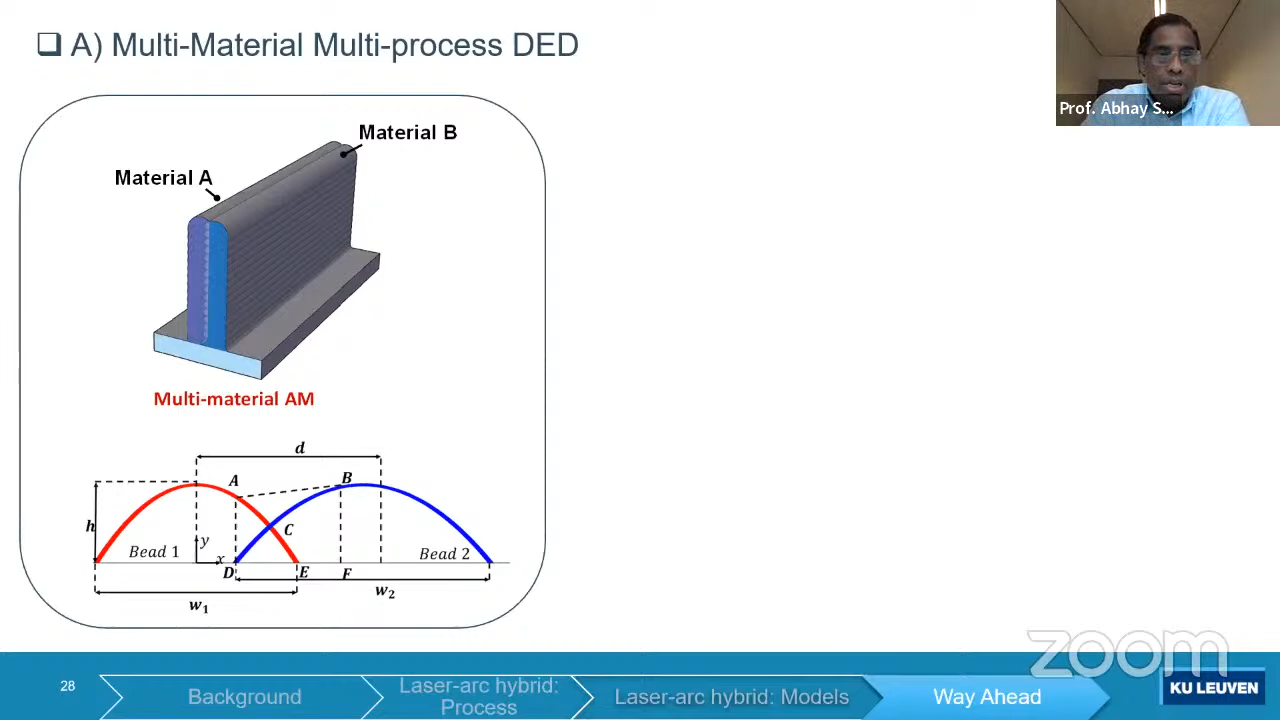 ❑ A) Multi-Material Multi-process DED
Prof. Abhay S...
Material B
Material A
Multi-material AM
d
A
B
h
C
y
x
Bead 1
Bead 2
D
E
F
w₂
w₁
zoom
28
Background
Laser-arc hybrid:
Process
Laser-arc hybrid: Models
Way Ahead
KU LEUVEN